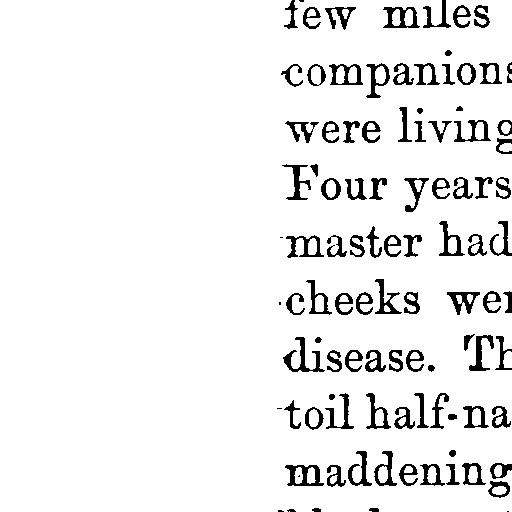 few miles
companions
were living
Four years
master had
cheeks wer
disease. Th
toil half-na
maddening